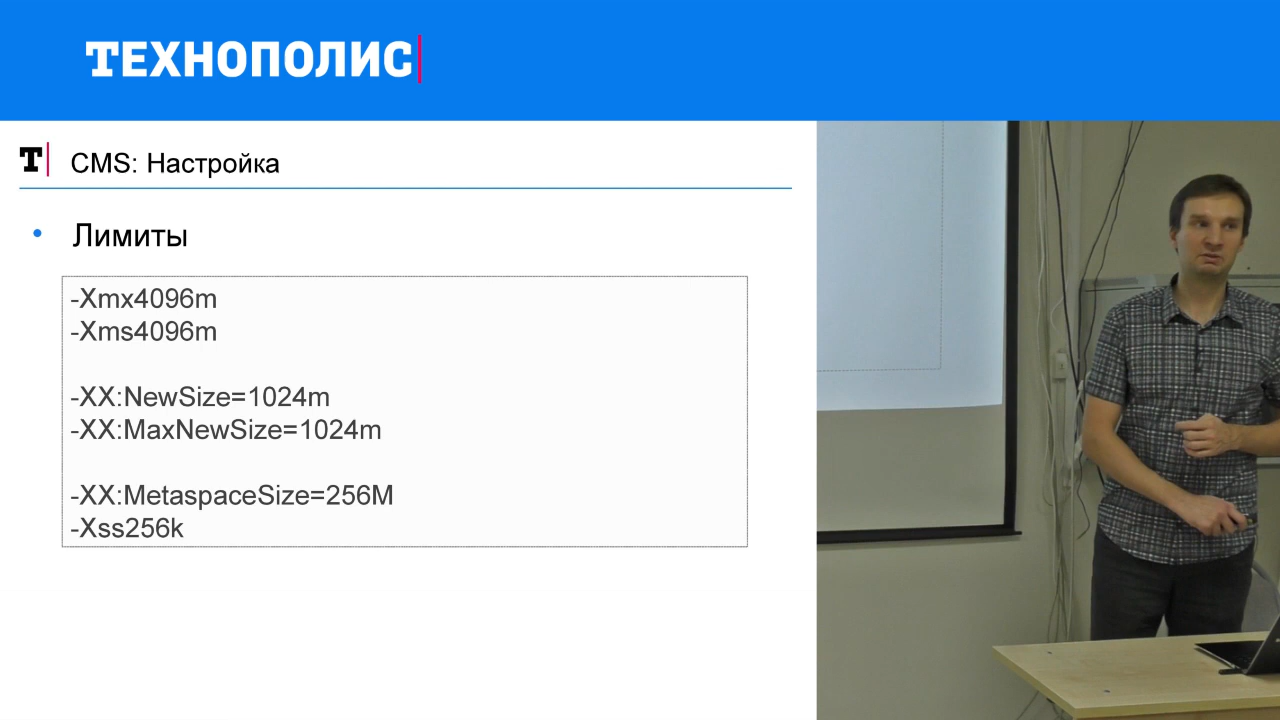 ТЕХНОПОЛИС
Т
CMS: Настройка
• Лимиты
-Xmx4096m
-Xms4096m
-XX:NewSize=1024m
-XX:MaxNewSize=1024m
-XX:MetaspaceSize=256M
-Xss256k